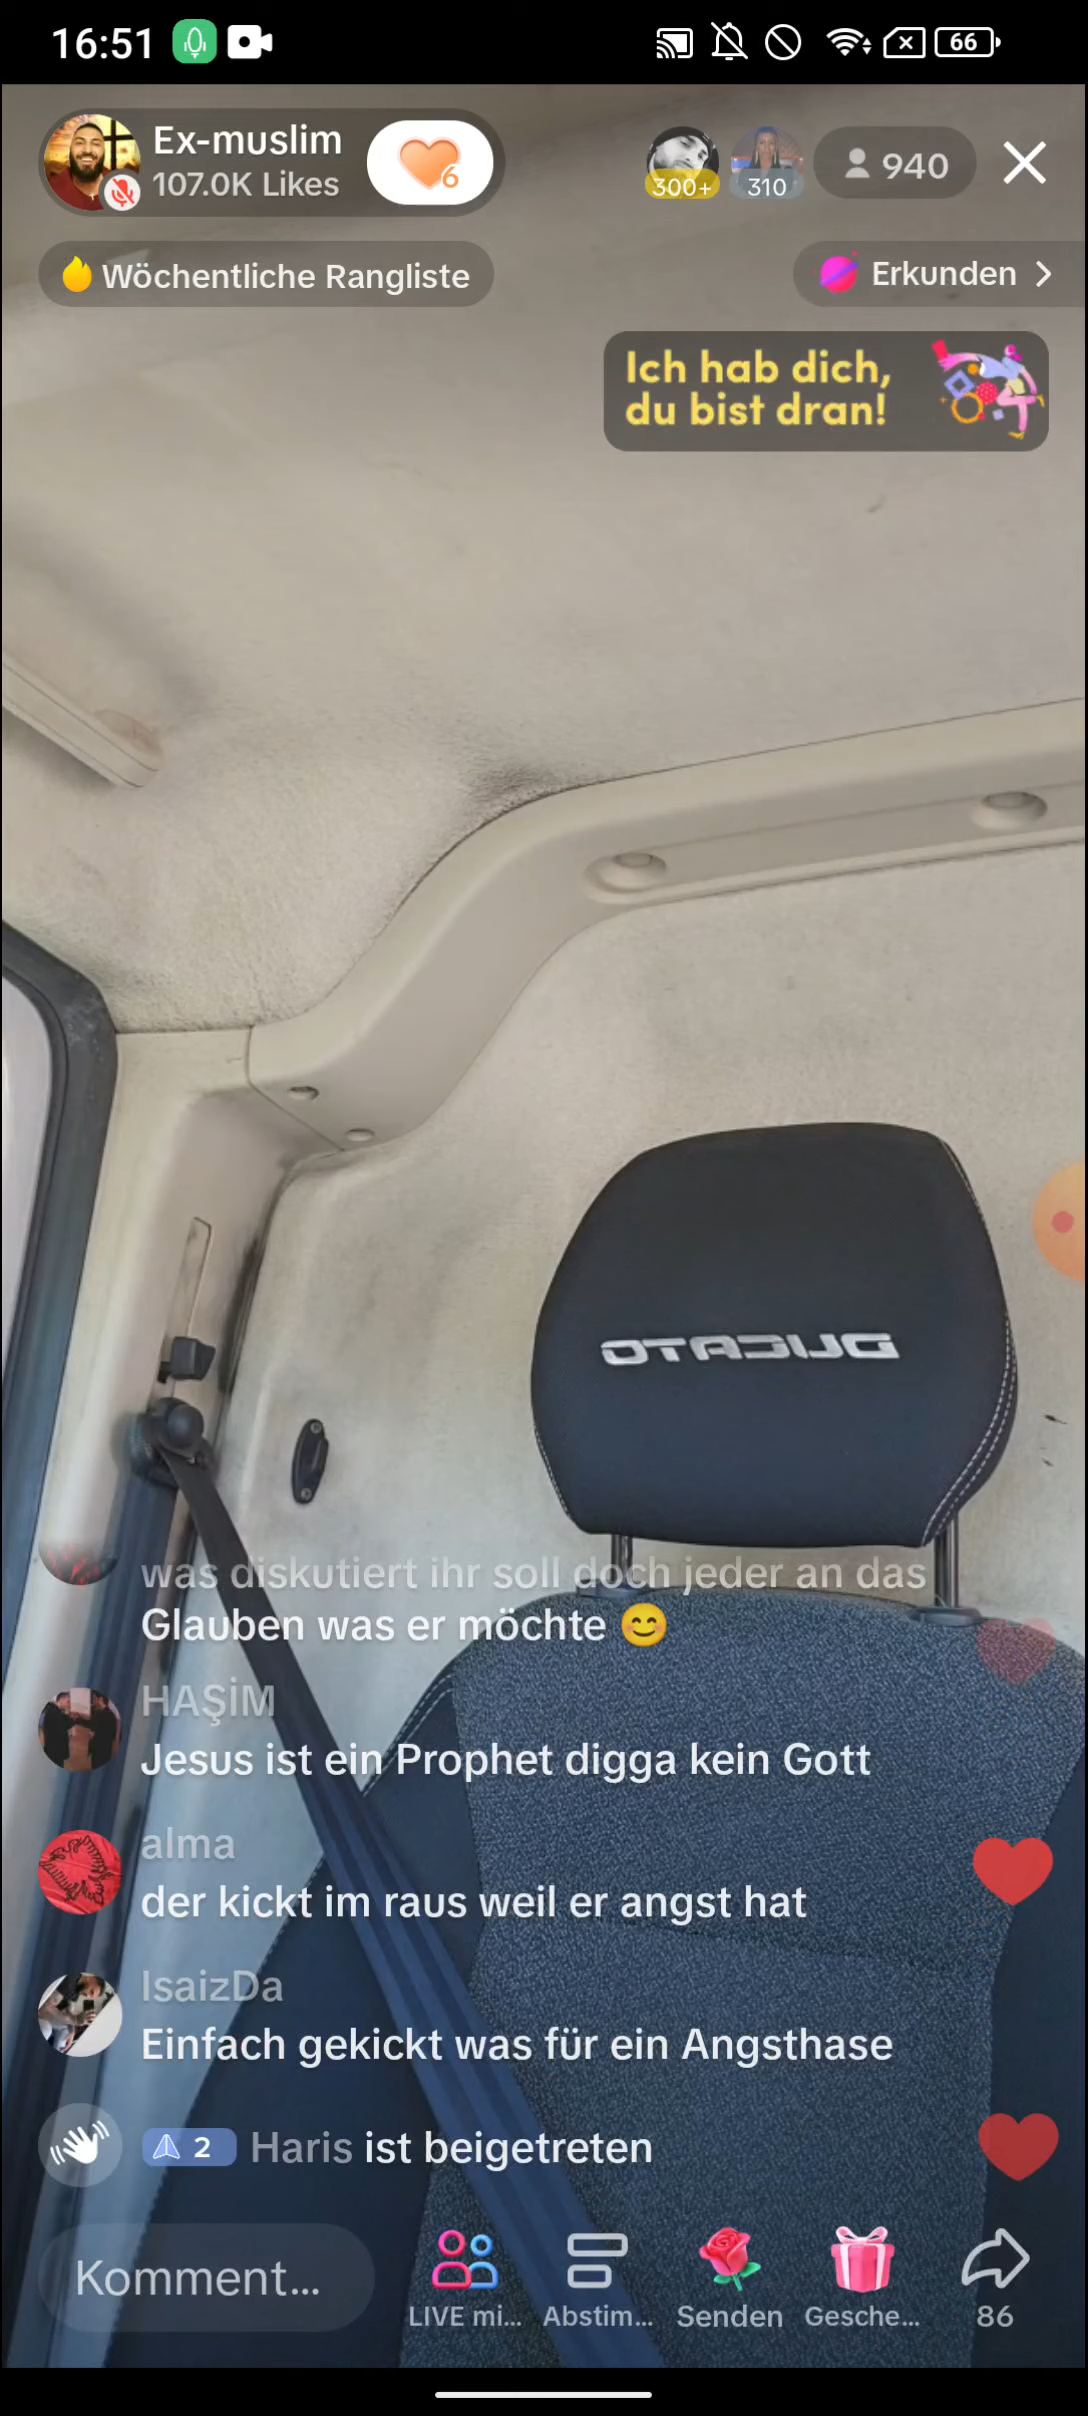 16:51
66
Ex-muslim
107.0K Likes
6
300+
310
940
Wöchentliche Rangliste
Erkunden
Ich hab dich,
du bist dran!
DUCATO
was diskutiert ihr soll doch jeder an das
Glauben was er möchte 😊
HAŞİM
Jesus ist ein Prophet digga kein Gott
alma
der kickt im raus weil er angst hat
IsaizDa
Einfach gekickt was für ein Angsthase
2 Haris ist beigetreten
Komment...
LIVE mi...
Abstim...
Senden
Gesche...
86